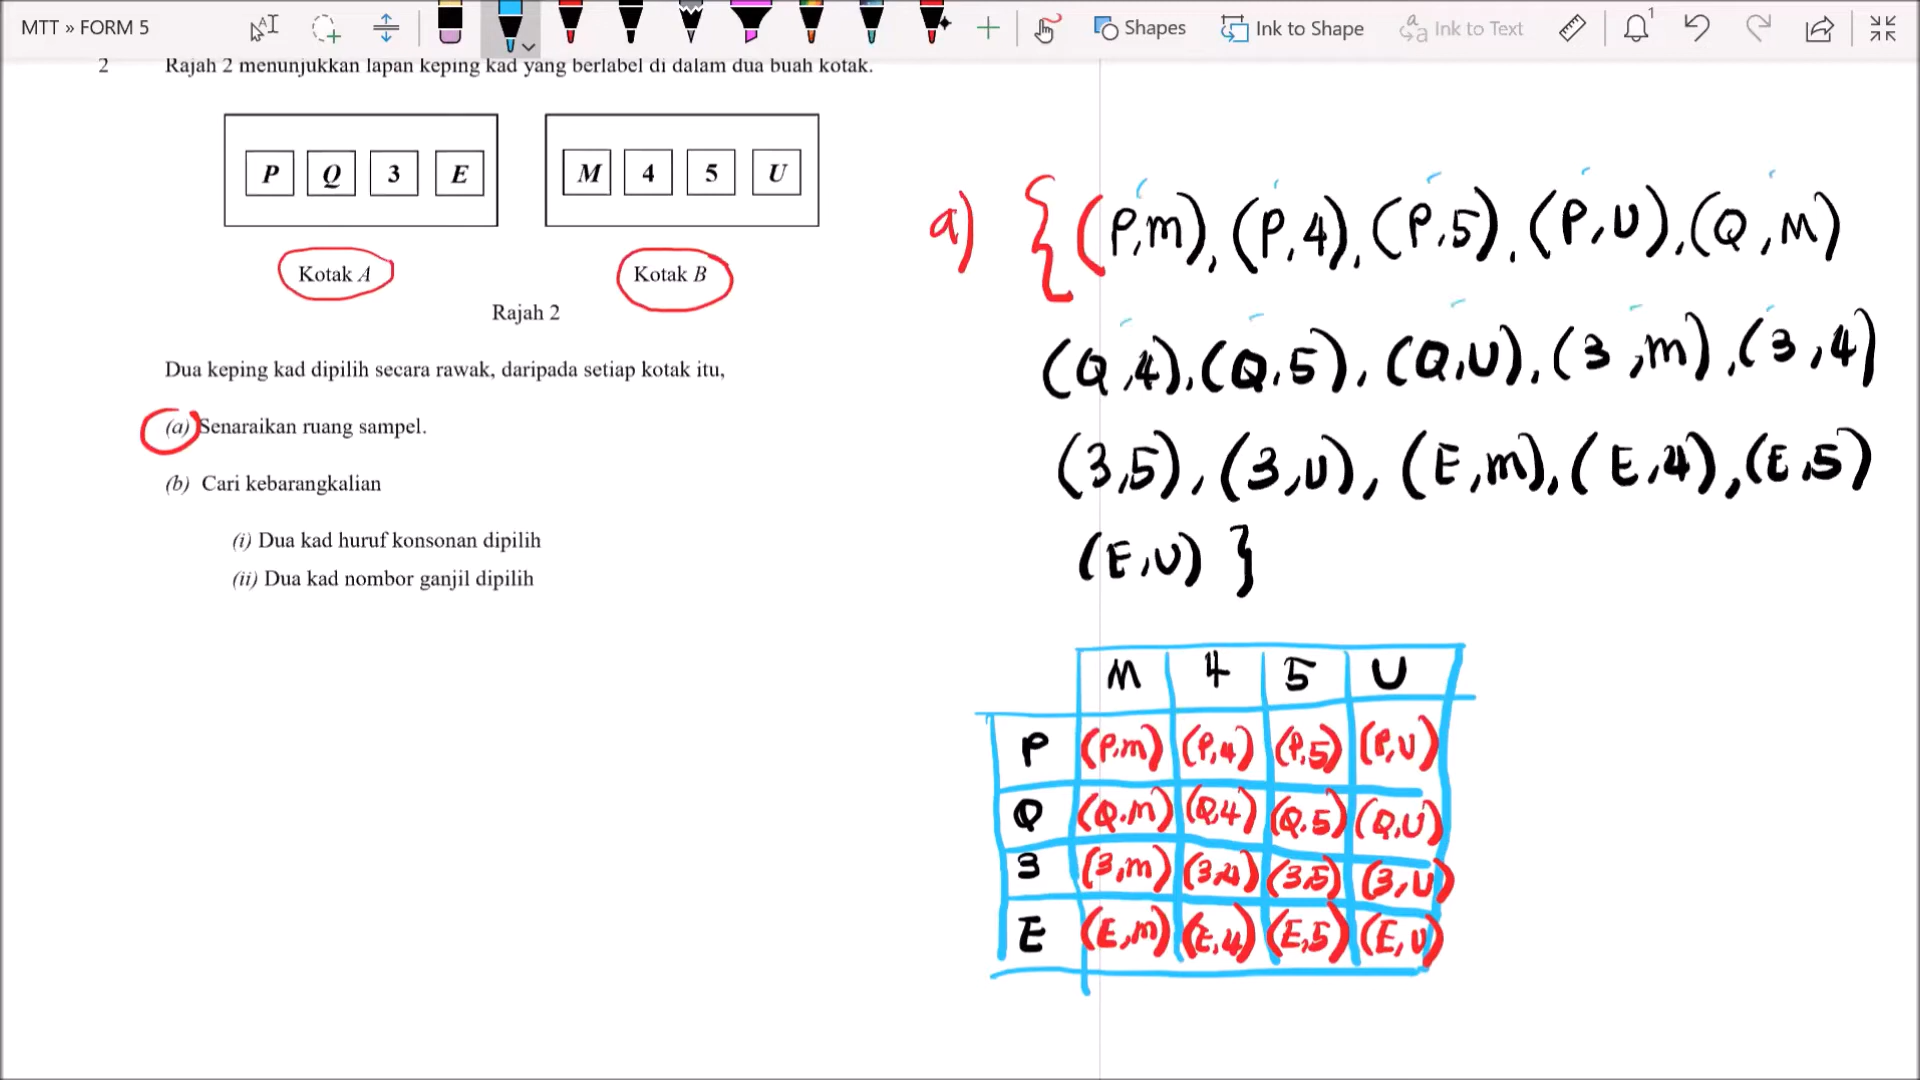 MTT » FORM 5
Shapes
Ink to Shape
Ink to Text
1
2 Rajah 2 menunjukkan lapan keping kad yang berlabel di dalam dua buah kotak.
P Q 3 E
M 4 5 U
Kotak A
Kotak B
Rajah 2
Dua keping kad dipilih secara rawak, daripada setiap kotak itu,
(a) Senaraikan ruang sampel.
(b) Cari kebarangkalian
(i) Dua kad huruf konsonan dipilih
(ii) Dua kad nombor ganjil dipilih
a) { (P,m), (P,4), (P,5), (P,U), (Q,M)
(Q,4), (Q,5), (Q,U), (3,m), (3,4)
(3,5), (3,U), (E,m), (E,4), (E,5)
(E,U) }
M 4 5 U
P (P,m) (P,4) (P,5) (P,U)
Q (Q,m) (Q,4) (Q,5) (Q,U)
3 (3,m) (3,4) (3,5) (3,U)
E (E,m) (E,4) (E,5) (E,U)